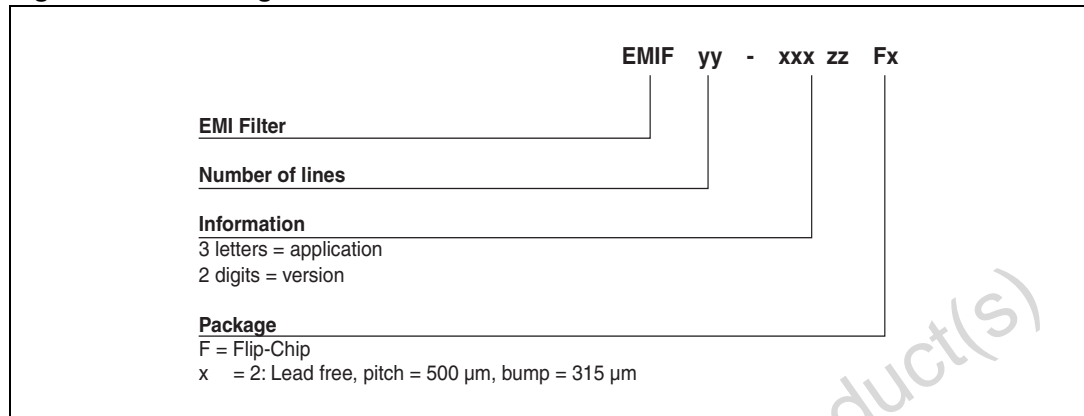 EMIF yy - xxx zz Fx
EMI Filter
Number of lines
Information
3 letters = application
2 digits = version
Package
F = Flip-Chip
x = 2: Lead free, pitch = 500 µm, bump = 315 µm